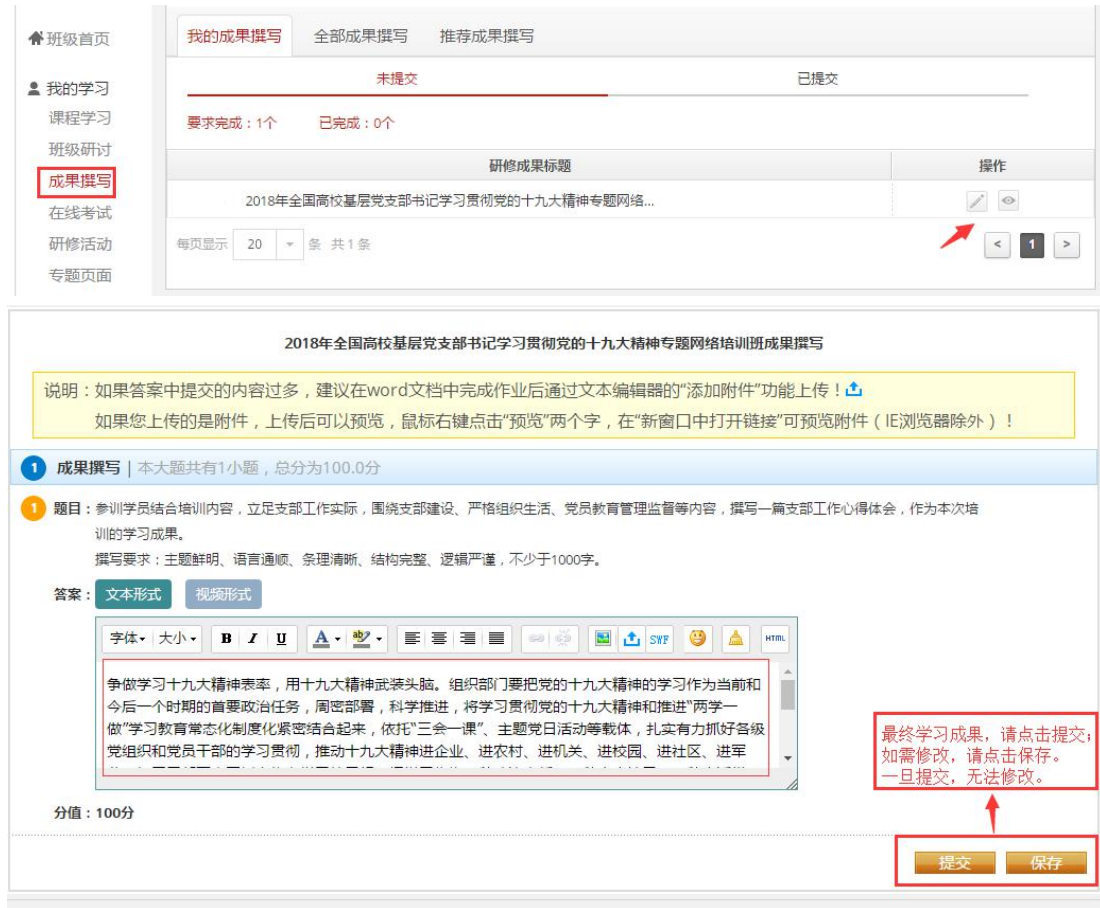 班级首页
我的学习
课程学习
班级研讨
成果撰写
在线考试
研修活动
专题页面
我的成果撰写 全部成果撰写 推荐成果撰写
未提交 已提交
要求完成：1个 已完成：0个
研修成果标题 操作
2018年全国高校基层党支部书记学习贯彻党的十九大精神专题网络...
每页显示 20 条 共1条
< 1 >
2018年全国高校基层党支部书记学习贯彻党的十九大精神专题网络培训班成果撰写
说明：如果答案中提交的内容过多，建议在word文档中完成作业后通过文本编辑器的“添加附件”功能上传！
如果您上传的是附件，上传后可以预览，鼠标右键点击“预览”两个字，在“新窗口中打开链接”可预览附件（IE浏览器除外）！
1 成果撰写 | 本大题共有1小题，总分为100.0分
1 题目：参训学员结合培训内容，立足支部工作实际，围绕支部建设、严格组织生活、党员教育管理监督等内容，撰写一篇支部工作心得体会，作为本次培
训的学习成果。
撰写要求：主题鲜明、语言通顺、条理清晰、结构完整、逻辑严谨，不少于1000字。
答案： 文本形式 视频形式
字体 大小 B I U A ab SWF HTML
争做学习十九大精神表率，用十九大精神武装头脑。组织部门要把党的十九大精神的学习作为当前和
今后一个时期的首要政治任务，周密部署，科学推进，将学习贯彻党的十九大精神和推进“两学一
做”学习教育常态化制度化紧密结合起来，依托“三会一课”、主题党日活动等载体，扎实有力抓好各级
党组织和党员干部的学习贯彻，推动十九大精神进企业、进农村、进机关、进校园、进社区、进军
最终学习成果，请点击提交；
如需修改，请点击保存。
一旦提交，无法修改。
分值：100分
提交 保存